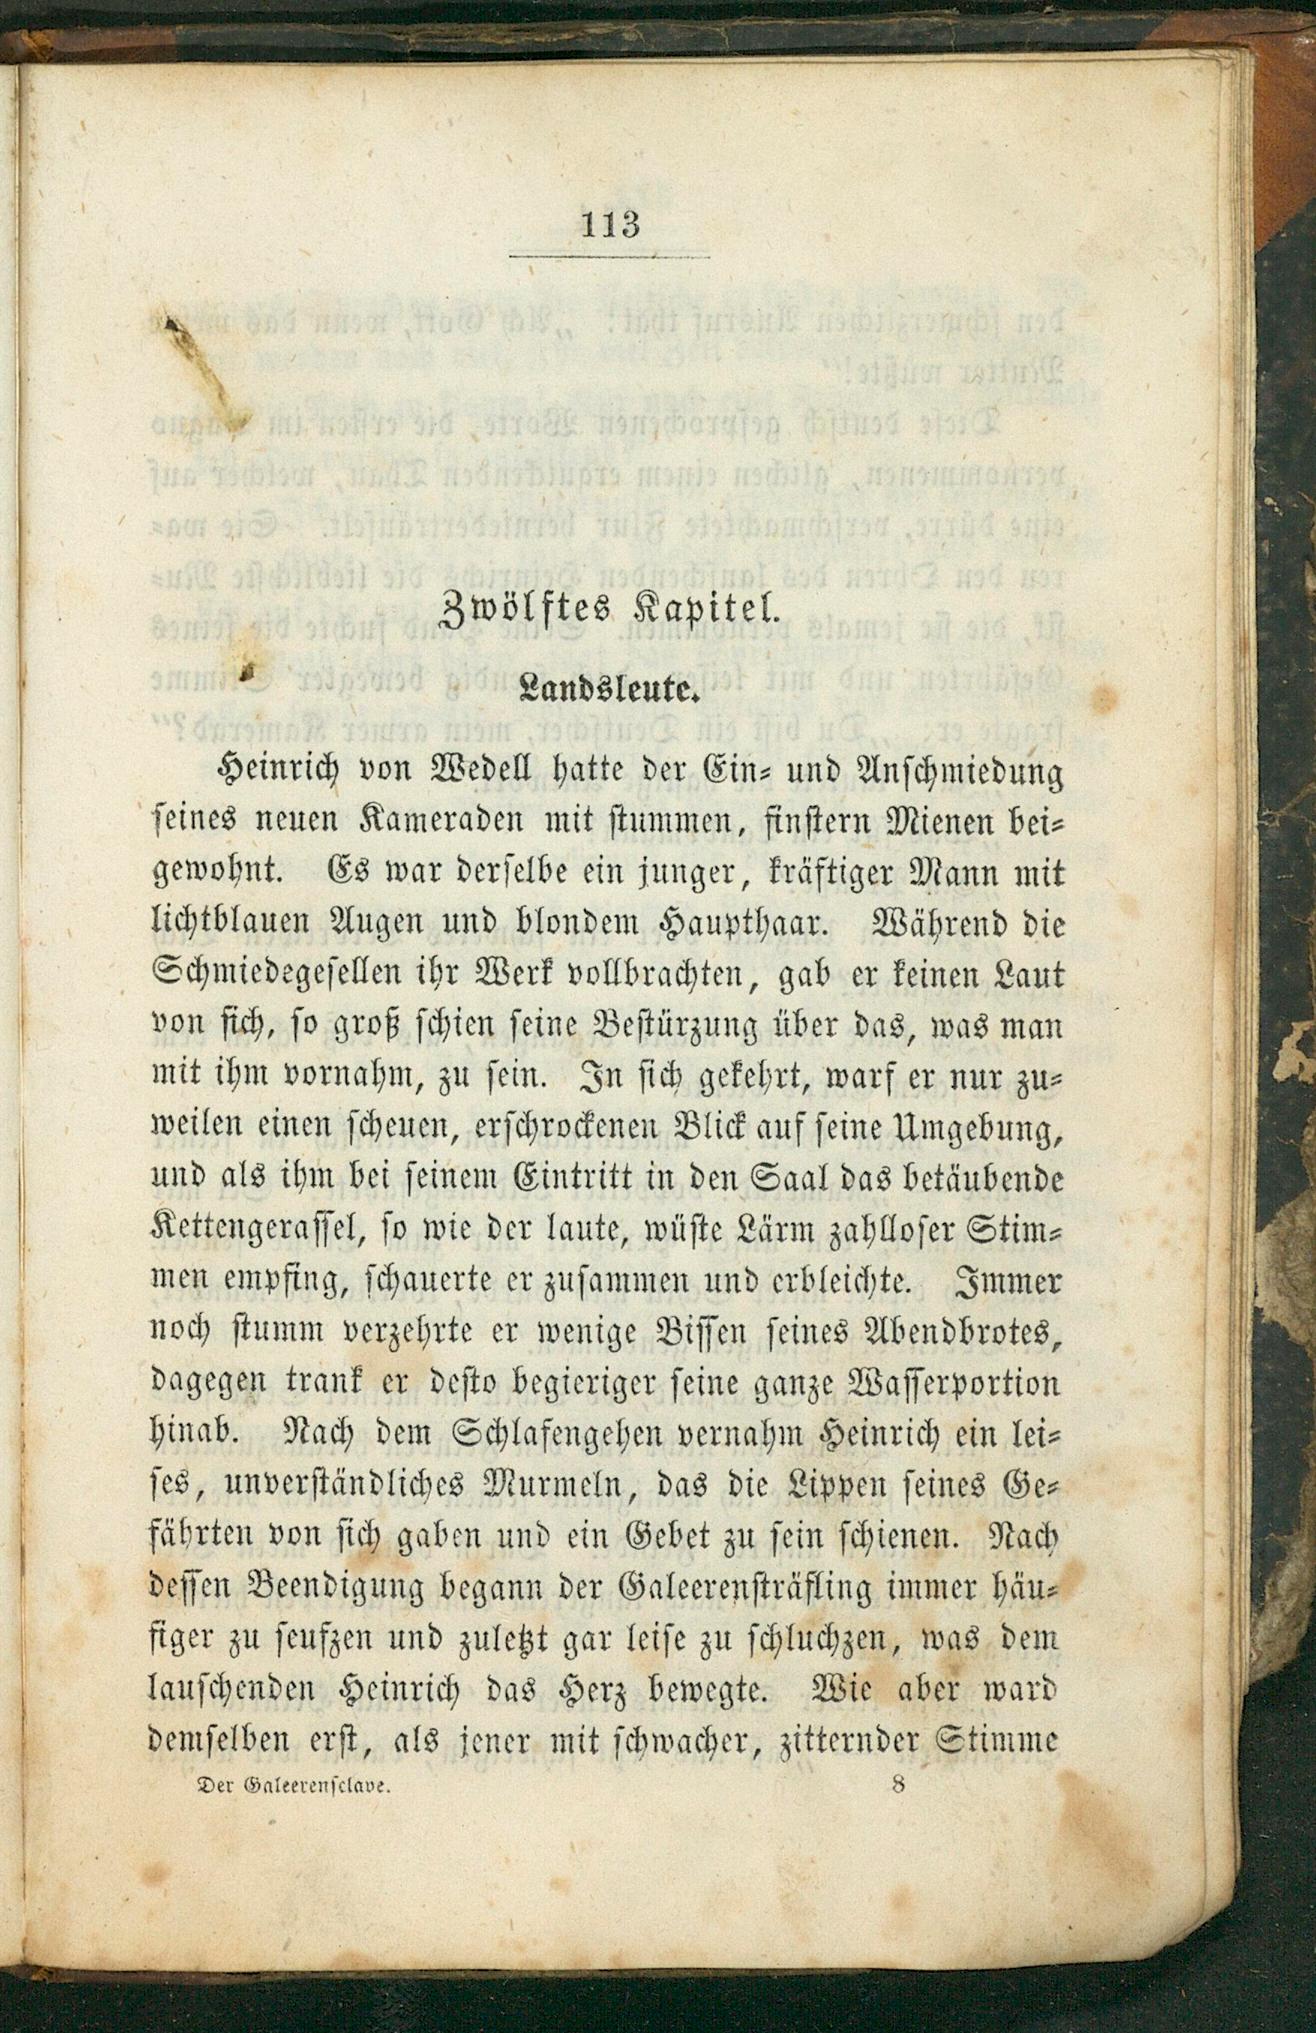 113
Zwölftes Kapitel.
Landsleute.
Heinrich von Wedell hatte der Ein- und Anschmiedung
seines neuen Kameraden mit stummen, finstern Mienen bei-
gewohnt. Es war derselbe ein junger, kräftiger Mann mit
lichtblauen Augen und blondem Haupthaar. Während die
Schmiedegesellen ihr Werk vollbrachten, gab er keinen Laut
von sich, so groß schien seine Bestürzung über das, was man
mit ihm vornahm, zu sein. In sich gekehrt, warf er nur zu-
weilen einen scheuen, erschrockenen Blick auf seine Umgebung,
und als ihm bei seinem Eintritt in den Saal das betäubende
Kettengerassel, so wie der laute, wüste Lärm zahlloser Stim-
men empfing, schauerte er zusammen und erbleichte. Immer
noch stumm verzehrte er wenige Bissen seines Abendbrotes,
dagegen trank er desto begieriger seine ganze Wasserportion
hinab. Nach dem Schlafengehen vernahm Heinrich ein lei-
ses, unverständliches Murmeln, das die Lippen seines Ge-
fährten von sich gaben und ein Gebet zu sein schienen. Nach
dessen Beendigung begann der Galeerensträfling immer häu-
figer zu seufzen und zuletzt gar leise zu schluchzen, was dem
lauschenden Heinrich das Herz bewegte. Wie aber ward
demselben erst, als jener mit schwacher, zitternder Stimme
Der Galeerensclave. 8